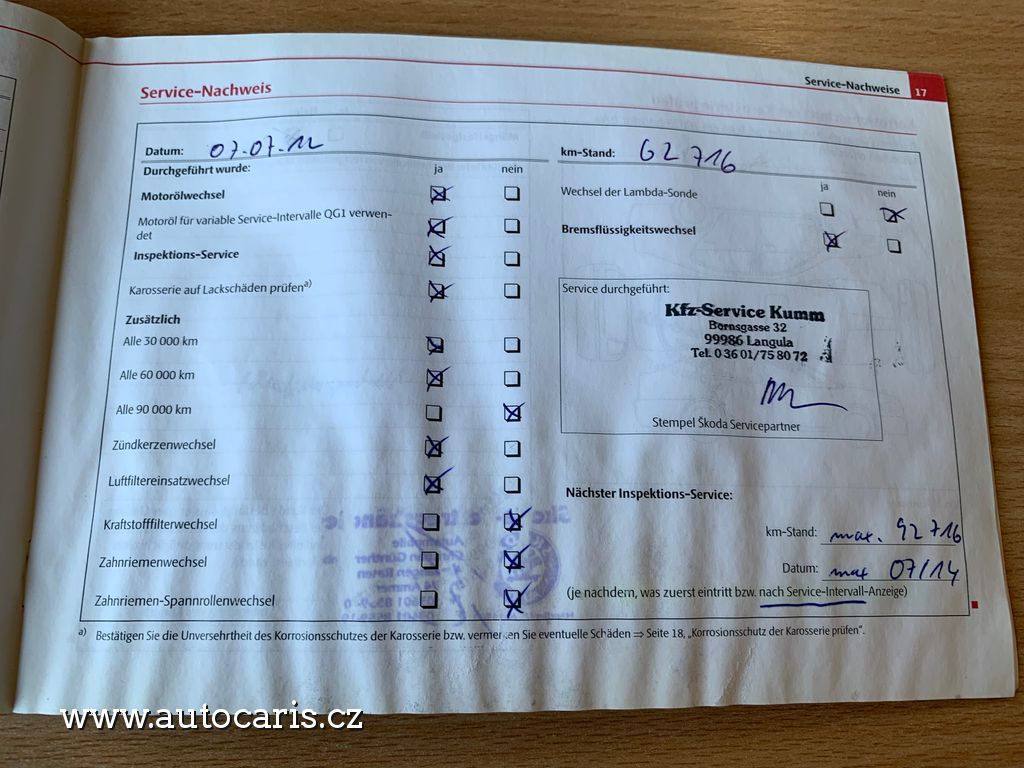 Service-Nachweise 17
Service-Nachweis
Datum: 07.07.12
km-Stand: 62 716
Durchgeführt wurde:
ja nein
Motorölwechsel
Motoröl für variable Service-Intervalle QG1 verwen-
det
Inspektions-Service
Karosserie auf Lackschäden prüfen a)
Zusätzlich
Alle 30 000 km
Alle 60 000 km
Alle 90 000 km
Zündkerzenwechsel
Luftfiltereinsatzwechsel
Kraftstofffilterwechsel
Zahnriemenwechsel
Zahnriemen-Spannrollenwechsel
ja nein
Wechsel der Lambda-Sonde
Bremsflüssigkeitswechsel
Service durchgeführt:
Kfz-Service Kumm
Bornsgasse 32
99986 Langula
Tel. 0 36 01/75 80 72
Stempel Škoda Servicepartner
Nächster Inspektions-Service:
km-Stand: max. 92 716
Datum: max 07/14
(je nachdem, was zuerst eintritt bzw. nach Service-Intervall-Anzeige)
a) Bestätigen Sie die Unversehrtheit des Korrosionsschutzes der Karosserie bzw. vermerken Sie eventuelle Schäden ⇒ Seite 18, „Korrosionsschutz der Karosserie prüfen".
www.autocaris.cz